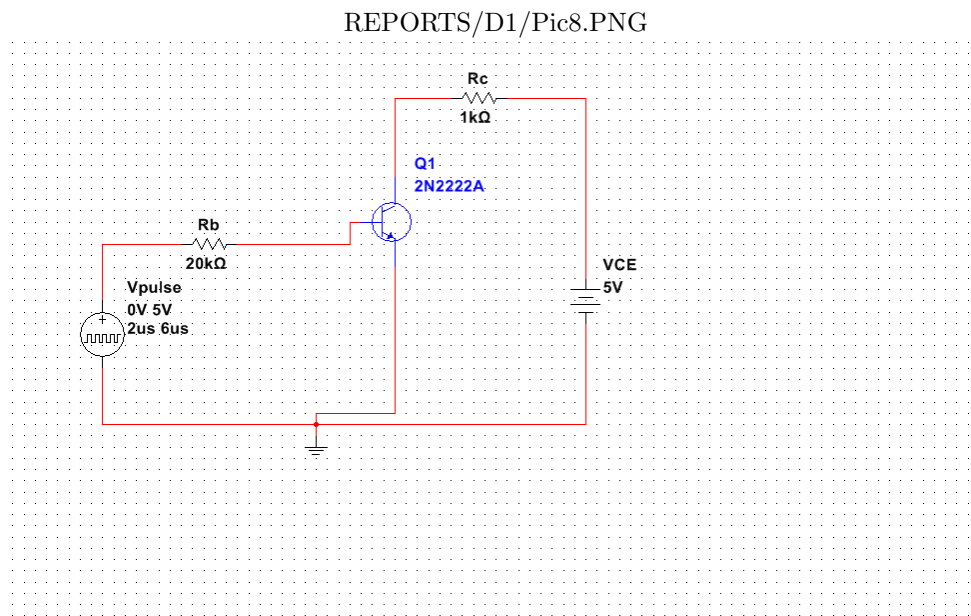 REPORTS/D1/Pic8.PNG
Rc
1kΩ
Q1
2N2222A
Rb
20kΩ
Vpulse
0V 5V
2us 6us
VCE
5V